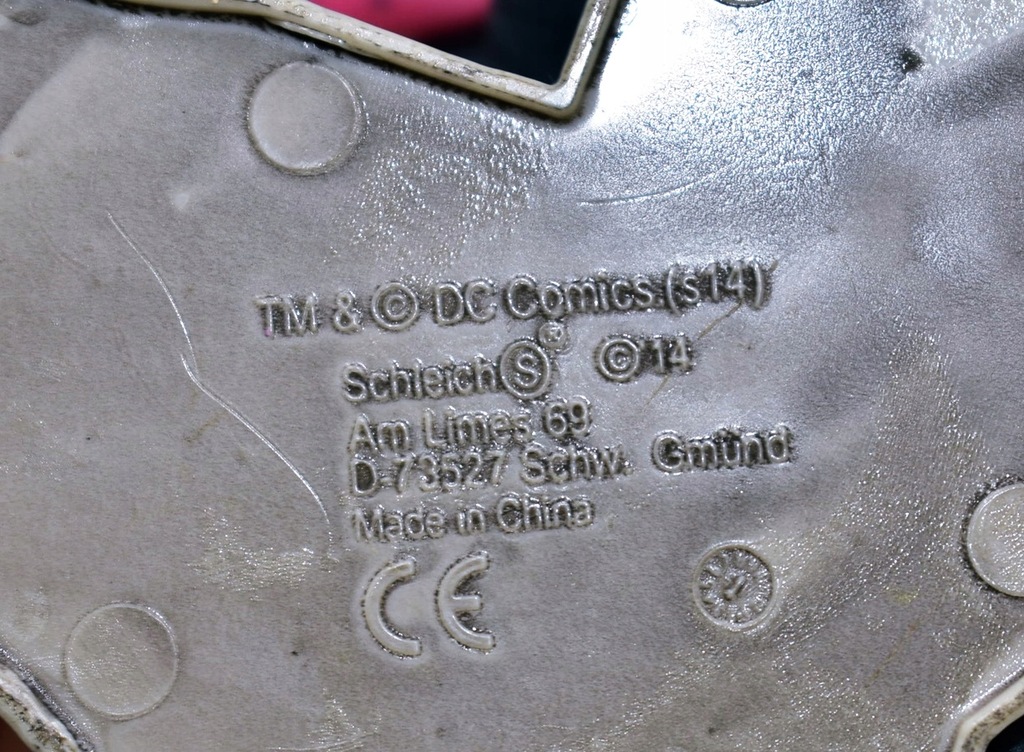 TM & © DC Comics (s14)
Schleich Ⓢ® © 14
Am Limes 69
D-73527 Schw. Gmünd
Made in China
CE